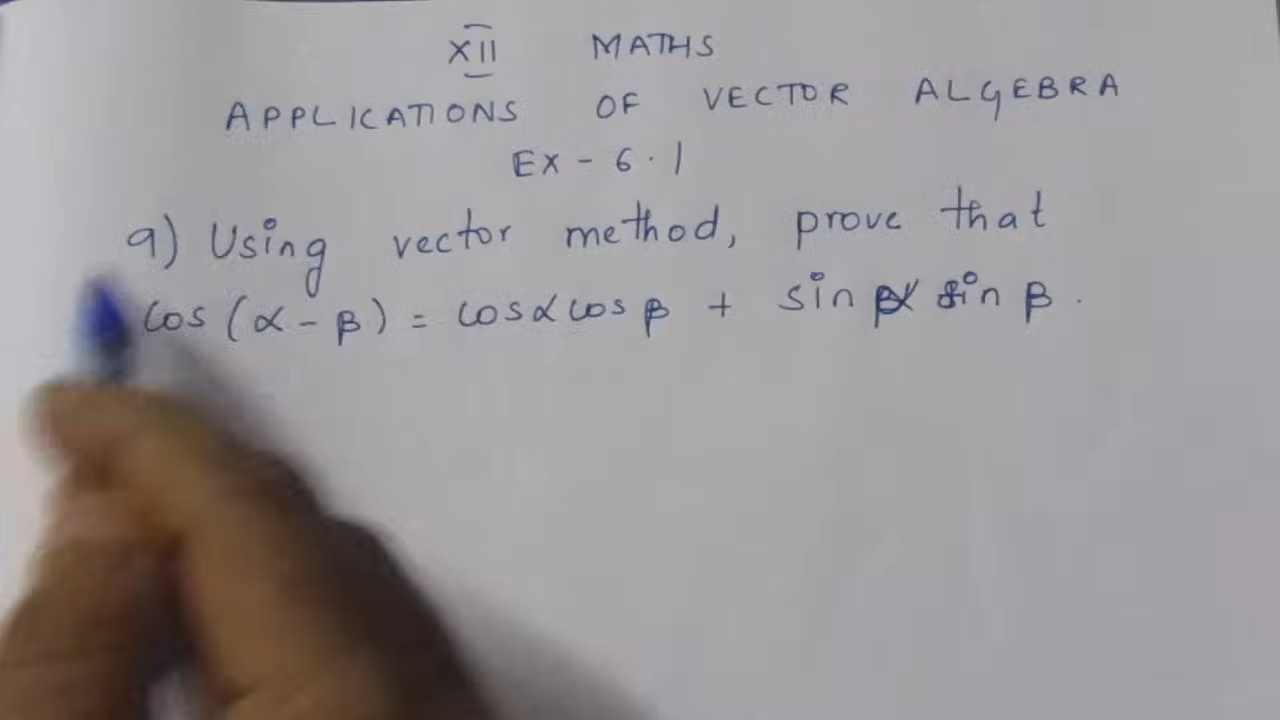 XII MATHS
APPLICATIONS OF VECTOR ALGEBRA
EX - 6.1
9) Using vector method, prove that
cos (α - β) = cosα cos β + sin α sin β.